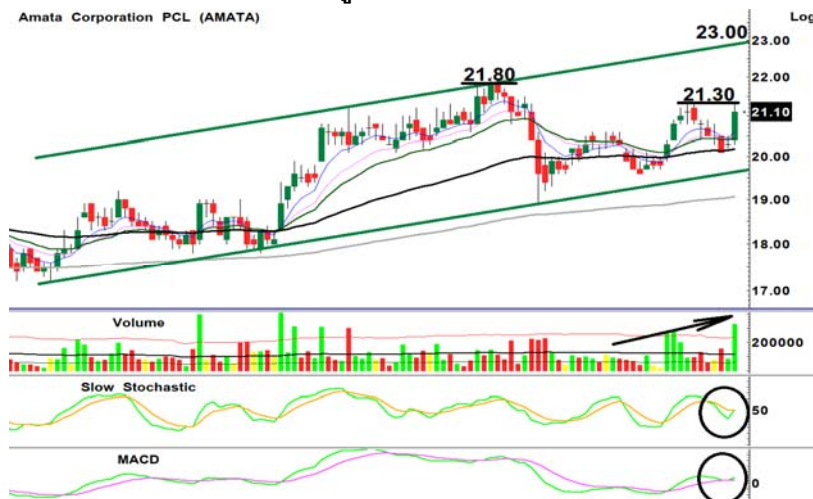 Amata Corporation PCL (AMATA)
Log
23.00
23.00
22.00
21.80
21.30
21.10
20.00
19.00
18.00
17.00
Volume
200000
Slow Stochastic
50
MACD
0